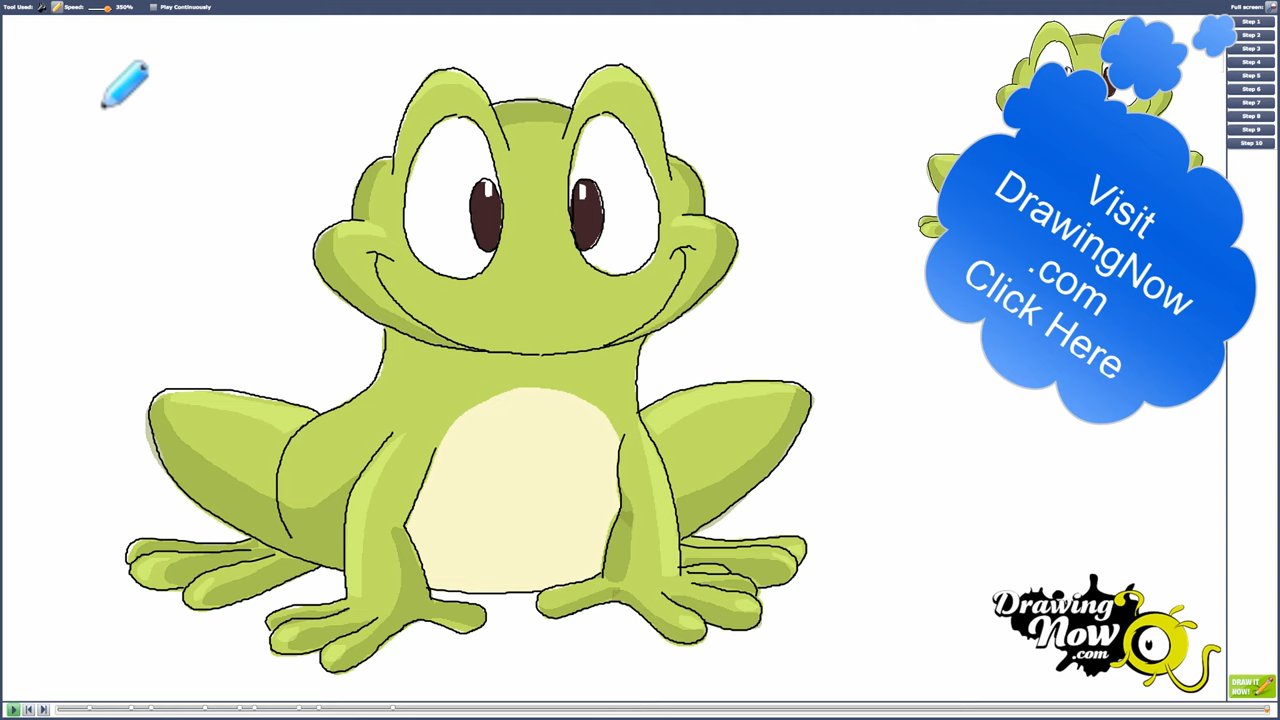 Tool Used:
Speed:
350%
Play Continuously
Full screen:
Step 1
Step 2
Step 3
Step 4
Step 5
Step 6
Step 7
Step 8
Step 9
Step 10
Visit
DrawingNow
.com
Click Here
Drawing
Now
.com
DRAW IT
NOW!